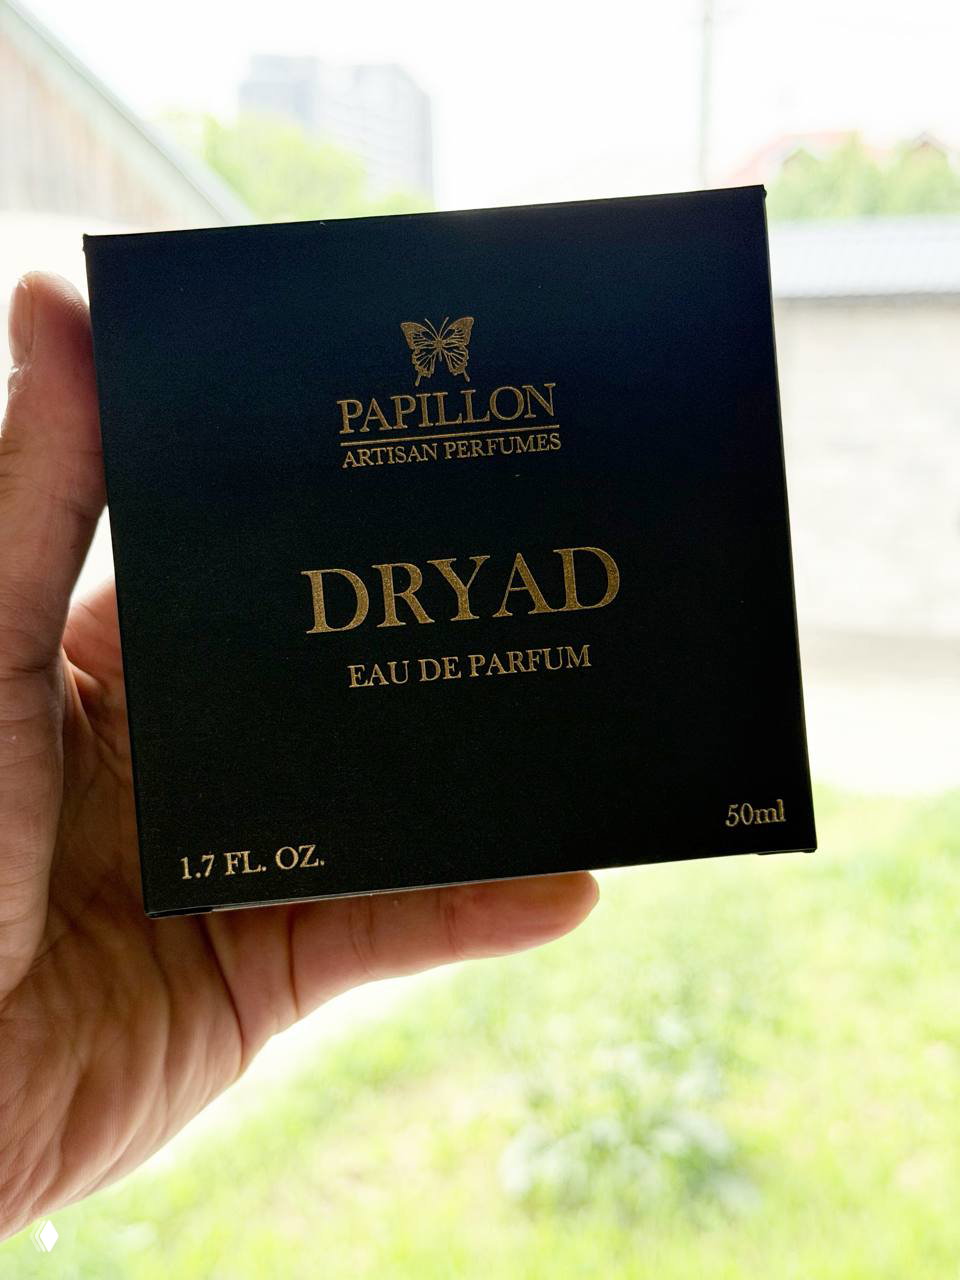 PAPILLON
ARTISAN PERFUMES
DRYAD
EAU DE PARFUM
50ml
1.7 FL. OZ.